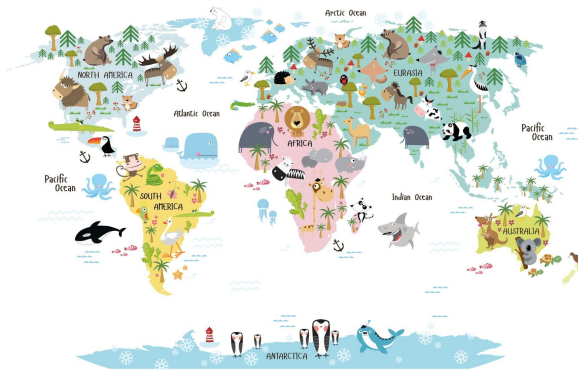 Arctic Ocean
NORTH AMERICA
EURASIA
Atlantic Ocean
Pacific
Ocean
AFRICA
Pacific
Ocean
SOUTH
AMERICA
Indian Ocean
AUSTRALIA
ANTARCTICA